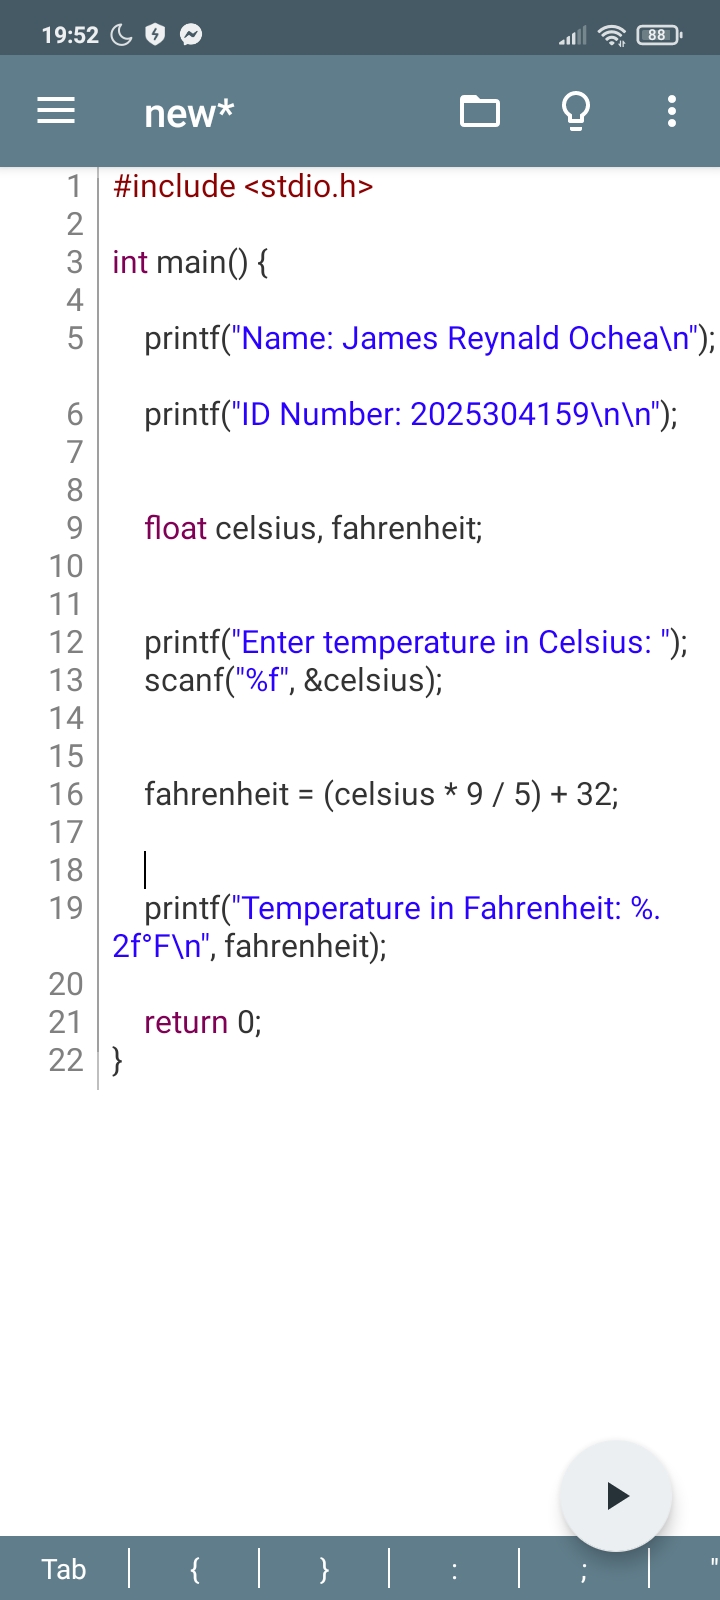 19:52 88
new*
1 #include <stdio.h>
2
3 int main() {
4
5 printf("Name: James Reynald Ochea\n");
6 printf("ID Number: 2025304159\n\n");
7
8
9 float celsius, fahrenheit;
10
11
12 printf("Enter temperature in Celsius: ");
13 scanf("%f", &celsius);
14
15
16 fahrenheit = (celsius * 9 / 5) + 32;
17
18
19 printf("Temperature in Fahrenheit: %.
2f°F\n", fahrenheit);
20
21 return 0;
22 }
Tab { } : ; "